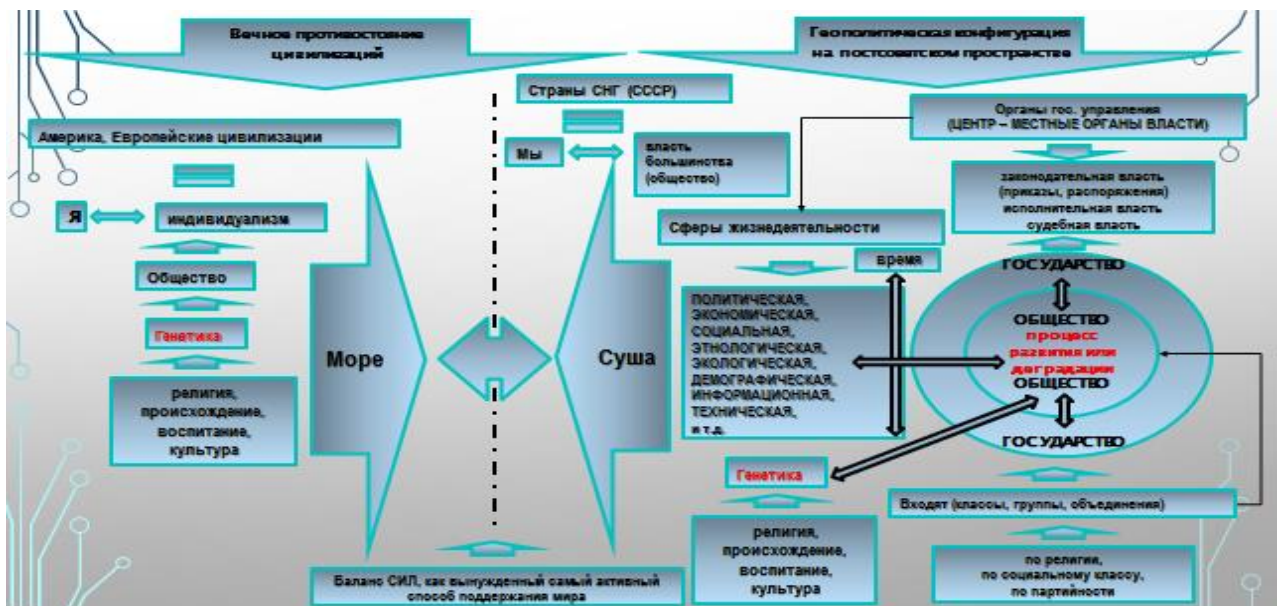 Вечное противостояние
цивилизаций
Геополитическая конфигурация
на постсоветском пространстве
Страны СНГ (СССР)
Америка, Европейские цивилизации
Мы
власть
большинства
(общество)
Я
индивидуализм
Общество
Генетика
религия,
происхождение,
воспитание,
культура
Море
Суша
Баланс СИЛ, как вынужденный самый активный
способ поддержания мира
Органы гос. управления
(ЦЕНТР – МЕСТНЫЕ ОРГАНЫ ВЛАСТИ)
законодательная власть
(приказы, распоряжения)
исполнительная власть
судебная власть
Сферы жизнедеятельности
время
ПОЛИТИЧЕСКАЯ,
ЭКОНОМИЧЕСКАЯ,
СОЦИАЛЬНАЯ,
ЭТНОЛОГИЧЕСКАЯ,
ЭКОЛОГИЧЕСКАЯ,
ДЕМОГРАФИЧЕСКАЯ,
ИНФОРМАЦИОННАЯ,
ТЕХНИЧЕСКАЯ,
и т.д.
ГОСУДАРСТВО
ОБЩЕСТВО
процесс
развития или
деградации
ОБЩЕСТВО
ГОСУДАРСТВО
Генетика
религия,
происхождение,
воспитание,
культура
Входят (классы, группы, объединения)
по религии,
по социальному классу,
по партийности